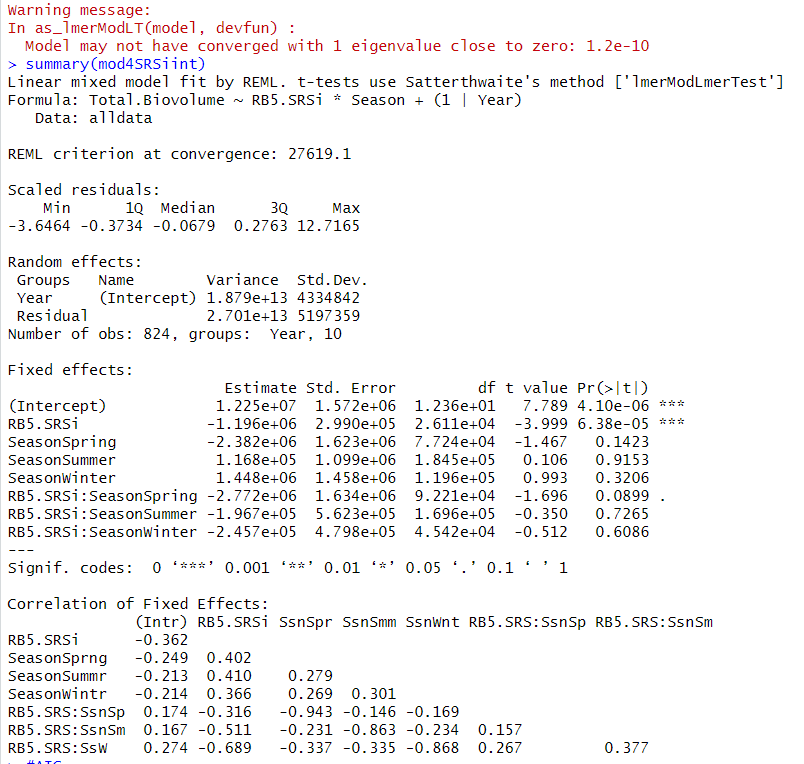 Warning message:
In as_lmerModLT(model, devfun) :
  Model may not have converged with 1 eigenvalue close to zero: 1.2e-10
> summary(mod4SRSiint)
Linear mixed model fit by REML. t-tests use Satterthwaite's method ['lmerModLmerTest']
Formula: Total.Biovolume ~ RB5.SRSi * Season + (1 | Year)
   Data: alldata

REML criterion at convergence: 27619.1

Scaled residuals:
    Min      1Q  Median      3Q     Max
-3.6464 -0.3734 -0.0679  0.2763 12.7165

Random effects:
 Groups   Name        Variance  Std.Dev.
 Year     (Intercept) 1.879e+13 4334842
 Residual             2.701e+13 5197359
Number of obs: 824, groups:  Year, 10

Fixed effects:
                        Estimate Std. Error         df t value Pr(>|t|)
(Intercept)            1.225e+07  1.572e+06  1.236e+01   7.789 4.10e-06 ***
RB5.SRSi              -1.196e+06  2.990e+05  2.611e+04  -3.999 6.38e-05 ***
SeasonSpring          -2.382e+06  1.623e+06  7.724e+04  -1.467   0.1423
SeasonSummer           1.168e+05  1.099e+06  1.845e+05   0.106   0.9153
SeasonWinter           1.448e+06  1.458e+06  1.196e+05   0.993   0.3206
RB5.SRSi:SeasonSpring -2.772e+06  1.634e+06  9.221e+04  -1.696   0.0899 .
RB5.SRSi:SeasonSummer -1.967e+05  5.623e+05  1.696e+05  -0.350   0.7265
RB5.SRSi:SeasonWinter -2.457e+05  4.798e+05  4.542e+04  -0.512   0.6086
---
Signif. codes:  0 ‘***’ 0.001 ‘**’ 0.01 ‘*’ 0.05 ‘.’ 0.1 ‘ ’ 1

Correlation of Fixed Effects:
            (Intr) RB5.SRSi SsnSpr SsnSmm SsnWnt RB5.SRS:SsnSp RB5.SRS:SsnSm
RB5.SRSi    -0.362
SeasonSprng -0.249  0.402
SeasonSummr -0.213  0.410    0.279
SeasonWintr -0.214  0.366    0.269  0.301
RB5.SRS:SsnSp  0.174 -0.316   -0.943 -0.146 -0.169
RB5.SRS:SsnSm  0.167 -0.511   -0.231 -0.863 -0.234  0.157
RB5.SRS:SsW    0.274 -0.689   -0.337 -0.335 -0.868  0.267         0.377
> #AIC